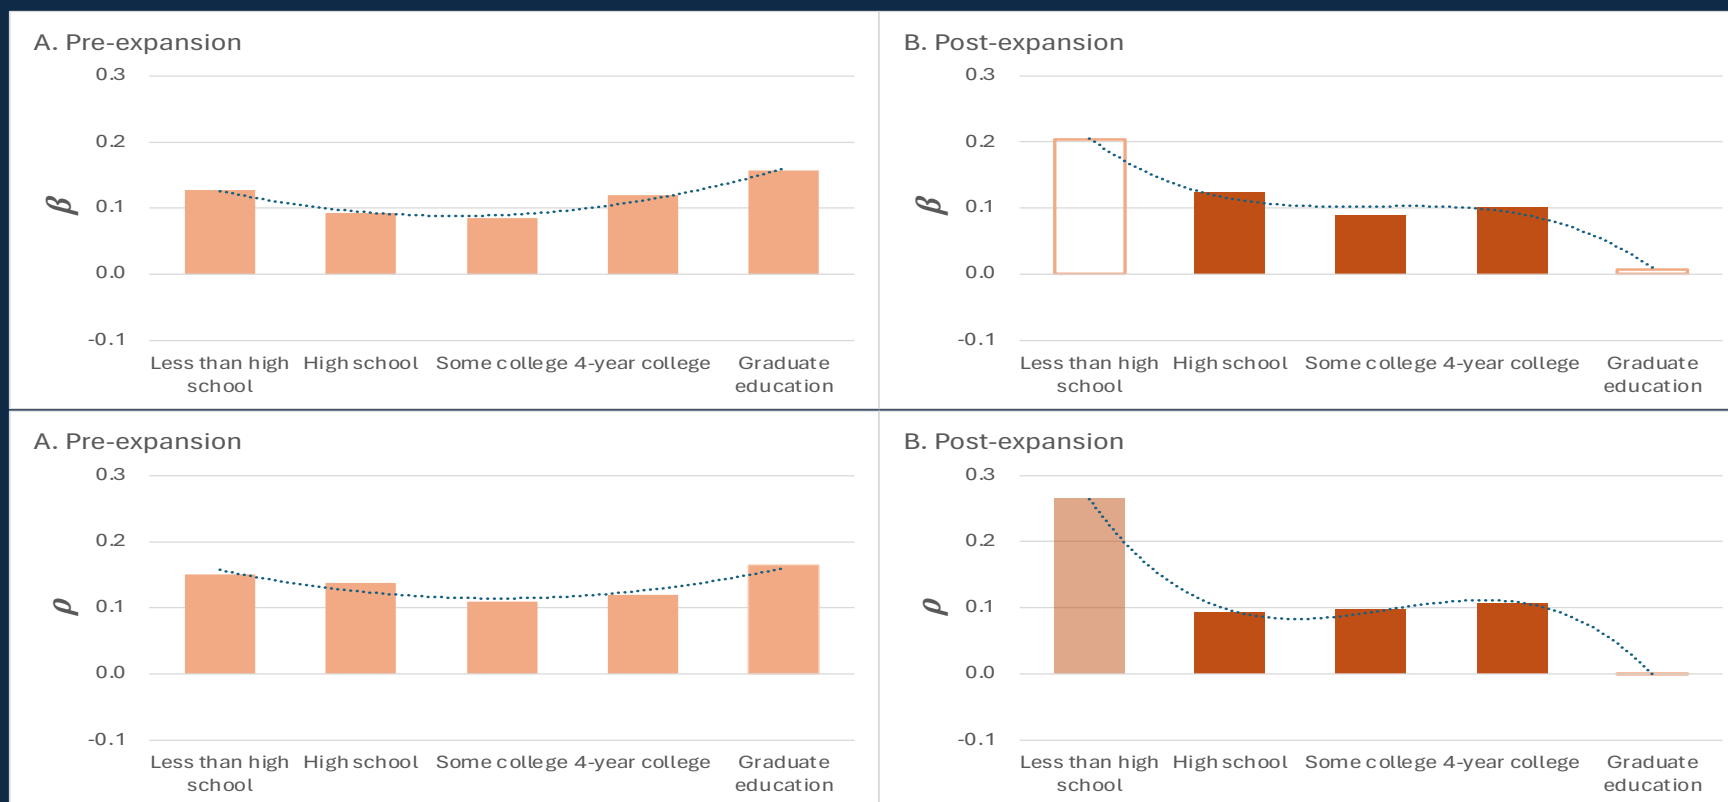 A. Pre-expansion
0.3
0.2
0.1
0.0
-0.1
β
Less than high school
High school
Some college
4-year college
Graduate education
B. Post-expansion
0.3
0.2
0.1
0.0
-0.1
β
Less than high school
High school
Some college
4-year college
Graduate education
A. Pre-expansion
0.3
0.2
0.1
0.0
-0.1
ρ
Less than high school
High school
Some college
4-year college
Graduate education
B. Post-expansion
0.3
0.2
0.1
0.0
-0.1
ρ
Less than high school
High school
Some college
4-year college
Graduate education